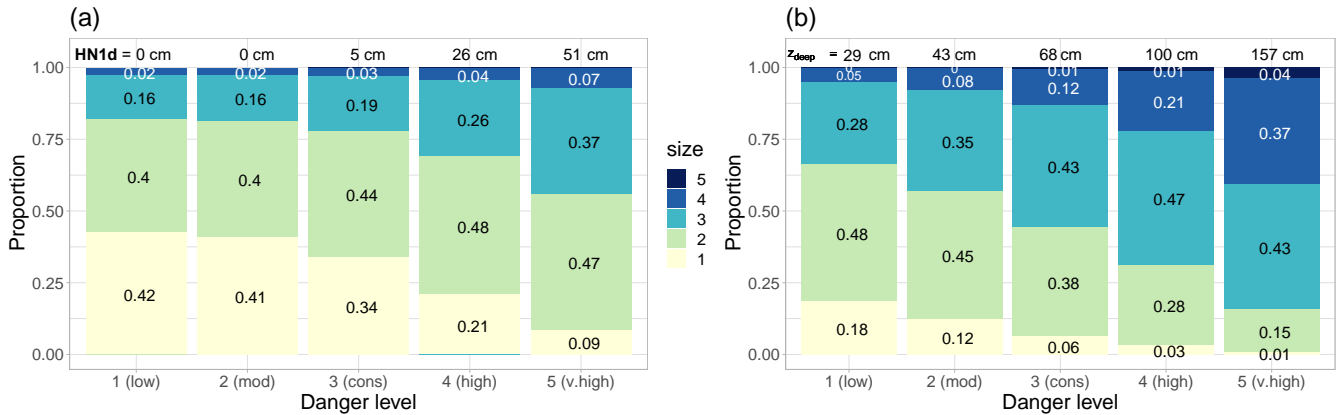 (a)
HN1d = 0 cm 0 cm 5 cm 26 cm 51 cm
1.00
0.75
0.50
0.25
0.00
Proportion
0.02 0.02 0.03 0.04 0.07
0.16 0.16 0.19 0.26 0.37
0.4 0.4 0.44 0.48 0.47
0.42 0.41 0.34 0.21 0.09
1 (low) 2 (mod) 3 (cons) 4 (high) 5 (v.high)
Danger level
size
5
4
3
2
1
(b)
z_deep = 29 cm 43 cm 68 cm 100 cm 157 cm
1.00
0.75
0.50
0.25
0.00
Proportion
0 0 0.01 0.01 0.04
0.05 0.08 0.12 0.21 0.37
0.28 0.35 0.43 0.47 0.43
0.48 0.45 0.38 0.28 0.15
0.18 0.12 0.06 0.03 0.01
1 (low) 2 (mod) 3 (cons) 4 (high) 5 (v.high)
Danger level